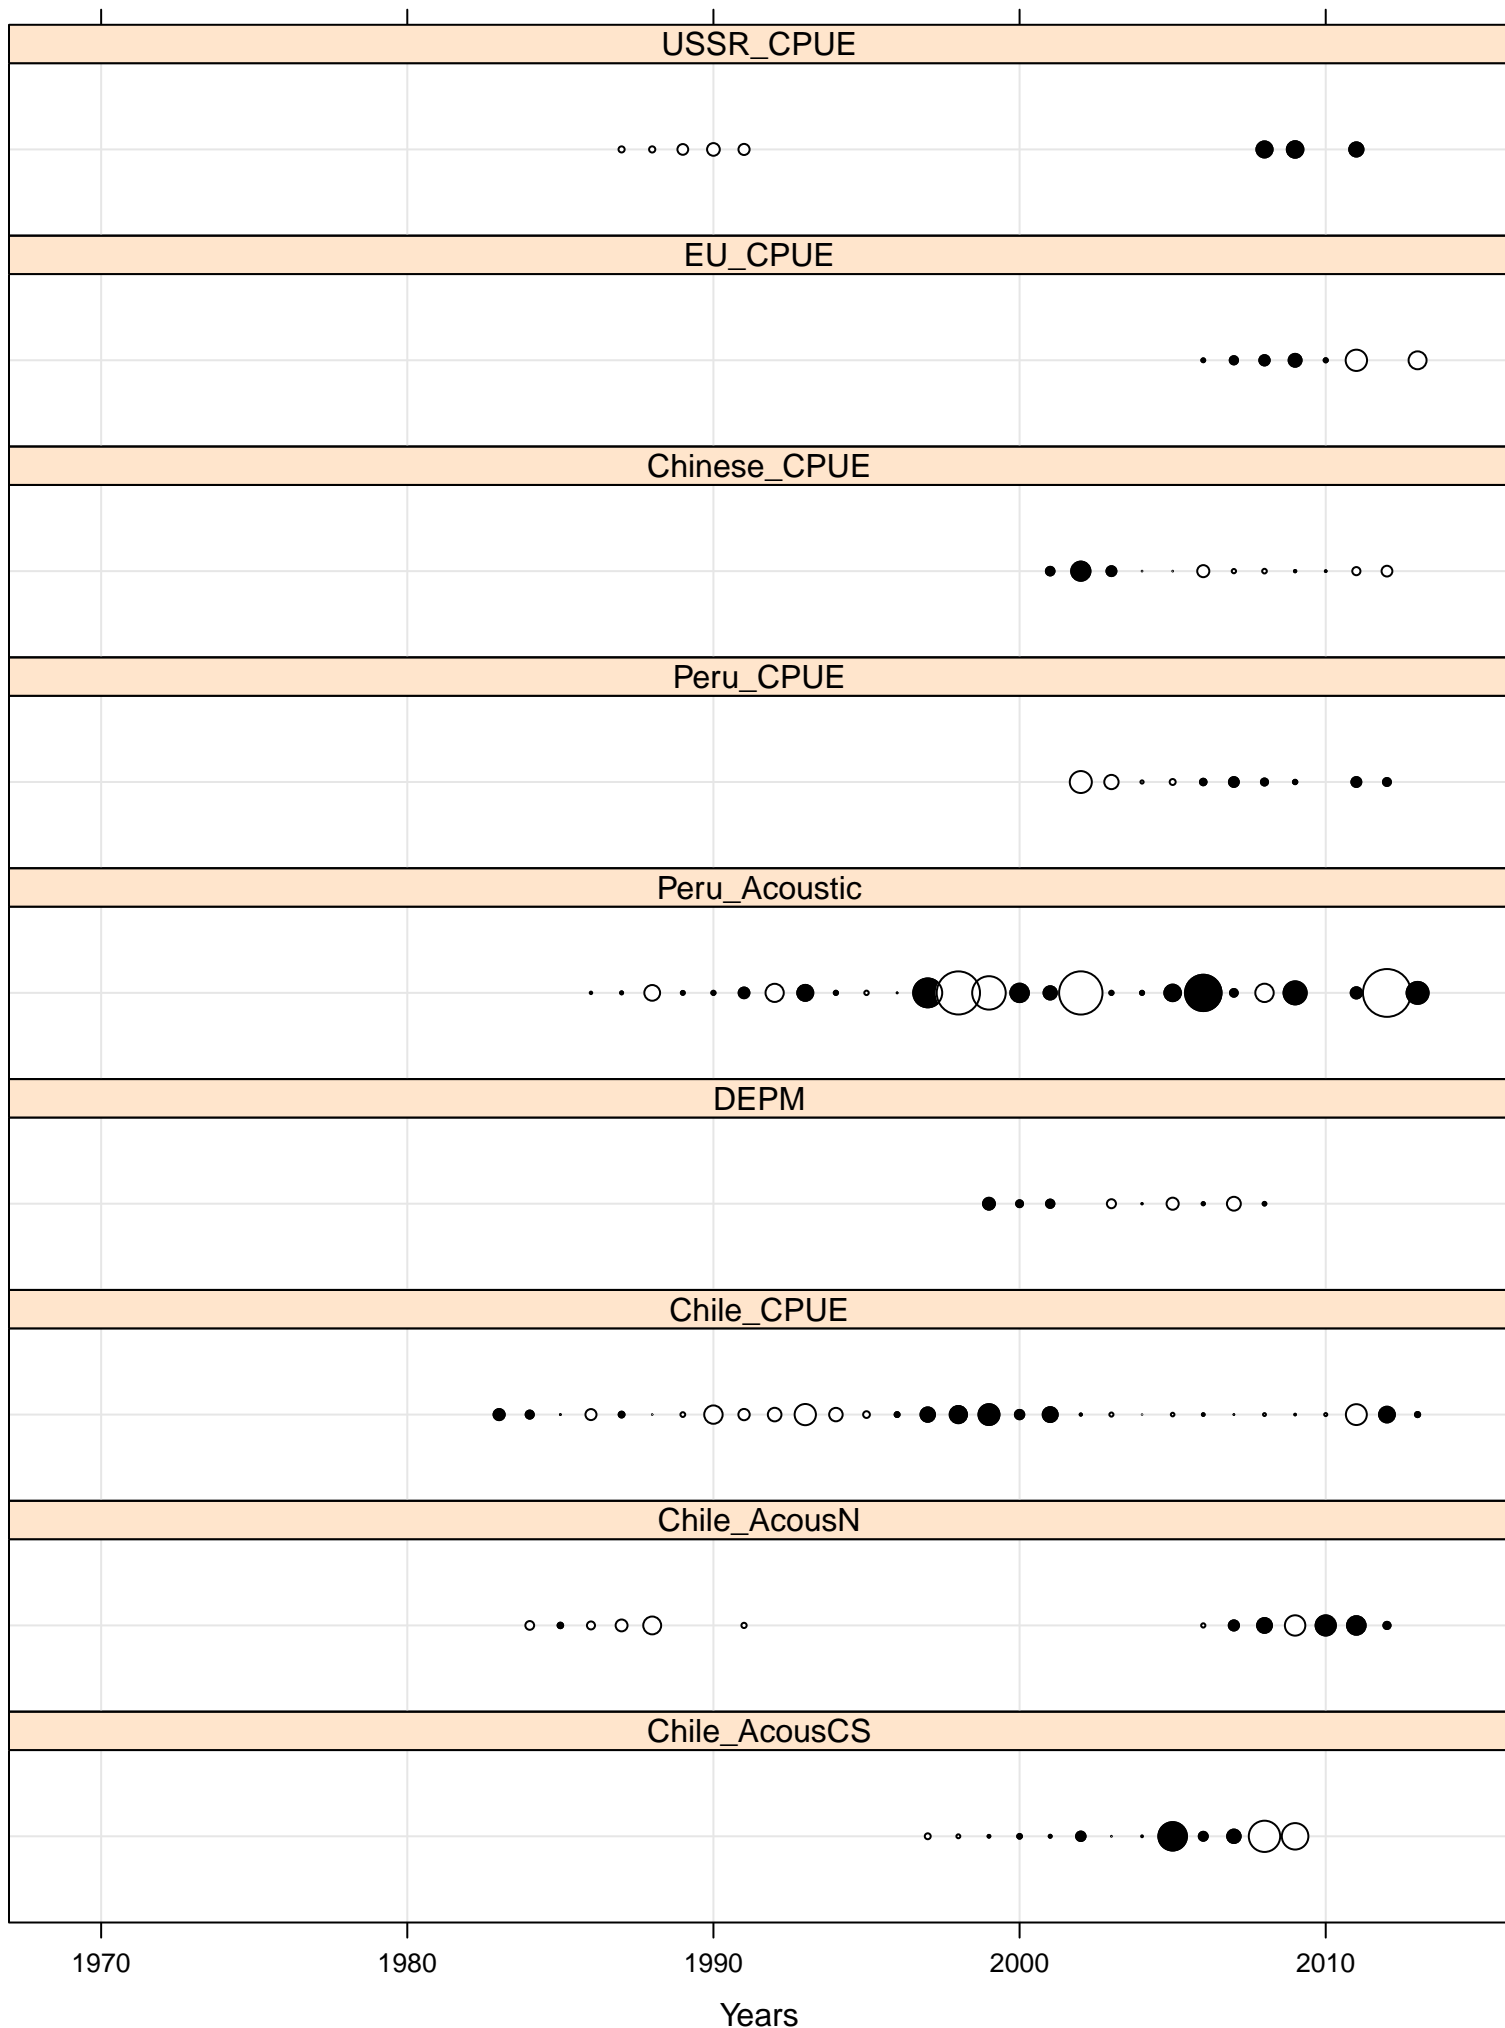 USSR_CPUE
EU_CPUE
Chinese_CPUE
Peru_CPUE
Peru_Acoustic
DEPM
Chile_CPUE
Chile_AcousN
Chile_AcousCS
1970 1980 1990 2000 2010
Years